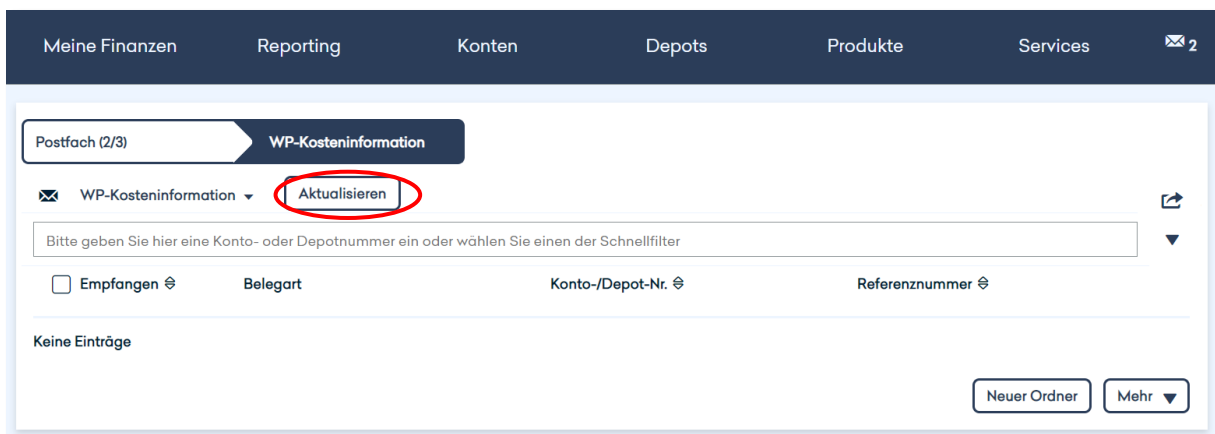 Meine Finanzen Reporting Konten Depots Produkte Services 2
Postfach (2/3) WP-Kosteninformation
WP-Kosteninformation Aktualisieren
Bitte geben Sie hier eine Konto- oder Depotnummer ein oder wählen Sie einen der Schnellfilter
Empfangen Belegart Konto-/Depot-Nr. Referenznummer
Keine Einträge
Neuer Ordner Mehr